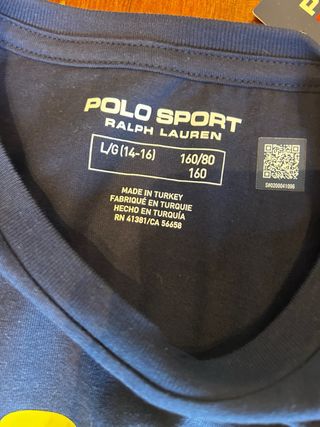 POLO SPORT
RALPH LAUREN
L/G (14-16)
160/80
160
MADE IN TURKEY
FABRIQUÉ EN TURQUIE
HECHO EN TURQUÍA
RN 41381/CA 56658